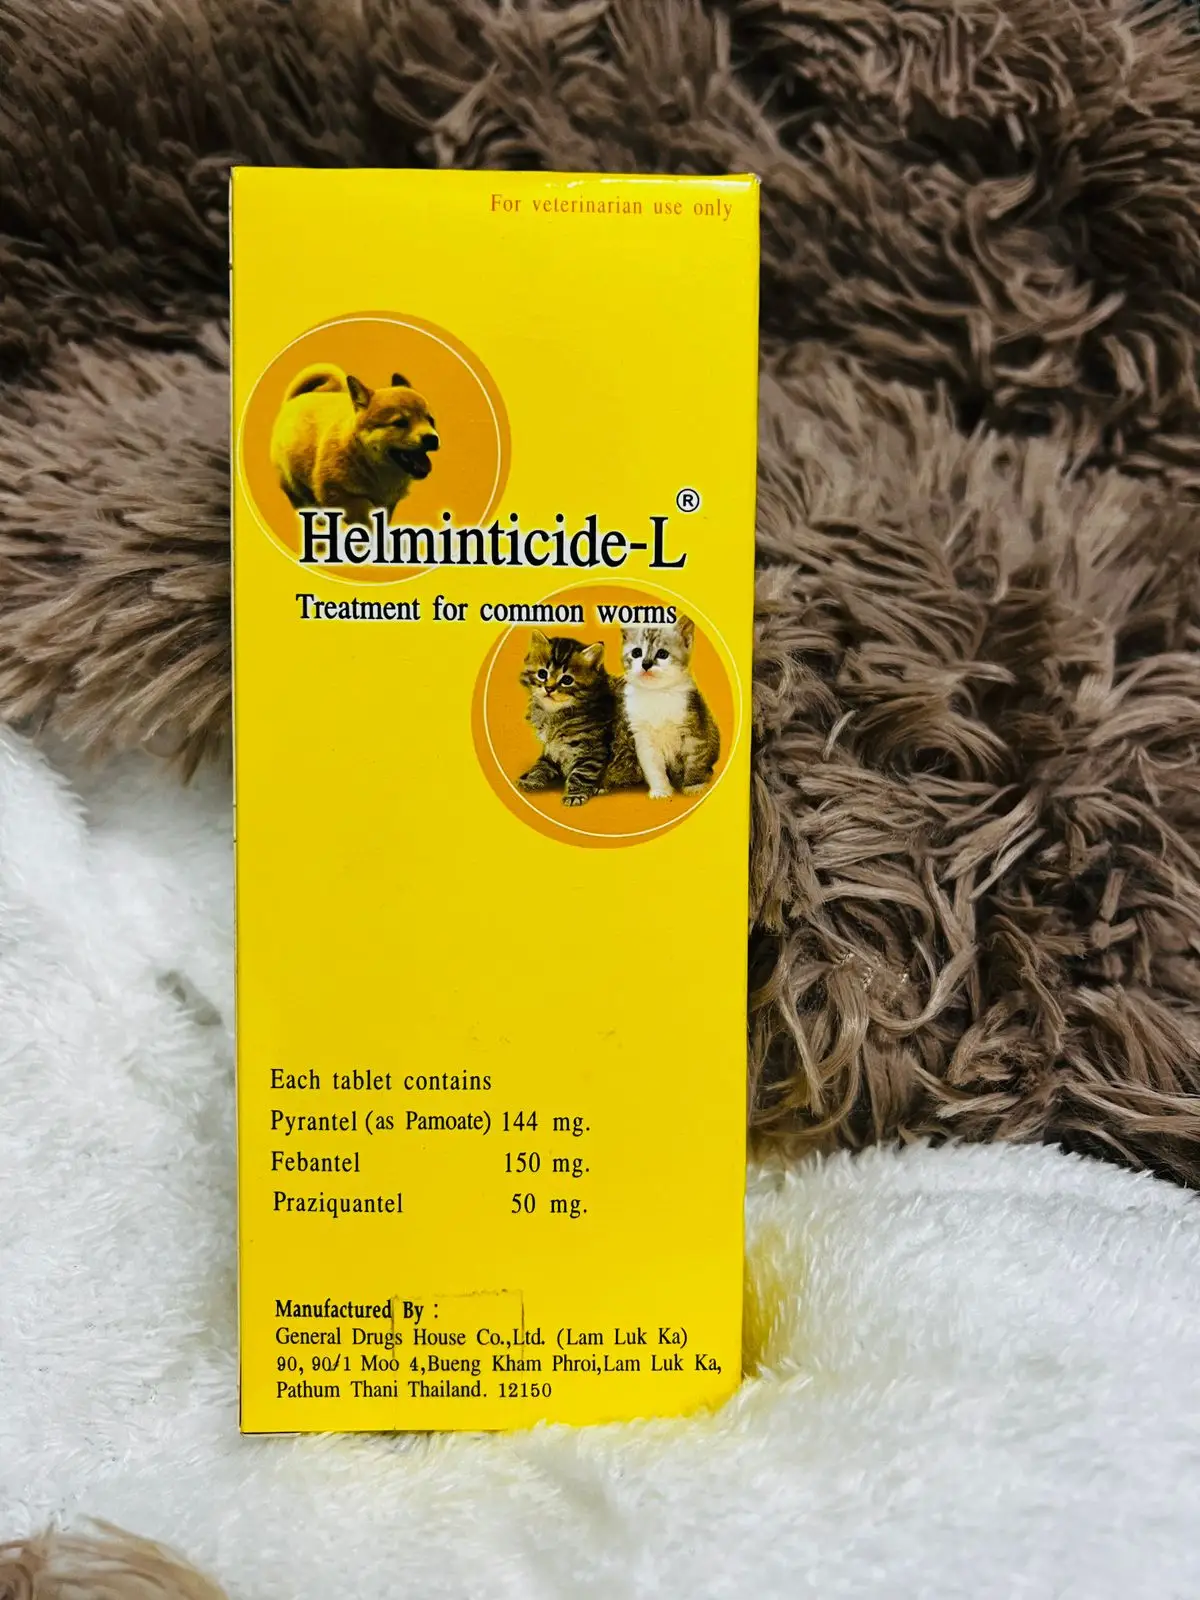 For veterinarian use only
Helminticide-L®
Treatment for common worms
Each tablet contains
Pyrantel (as Pamoate) 144 mg.
Febantel 150 mg.
Praziquantel 50 mg.
Manufactured By :
General Drugs House Co.,Ltd. (Lam Luk Ka)
90, 90/1 Moo 4,Bueng Kham Phroi,Lam Luk Ka,
Pathum Thani Thailand. 12150